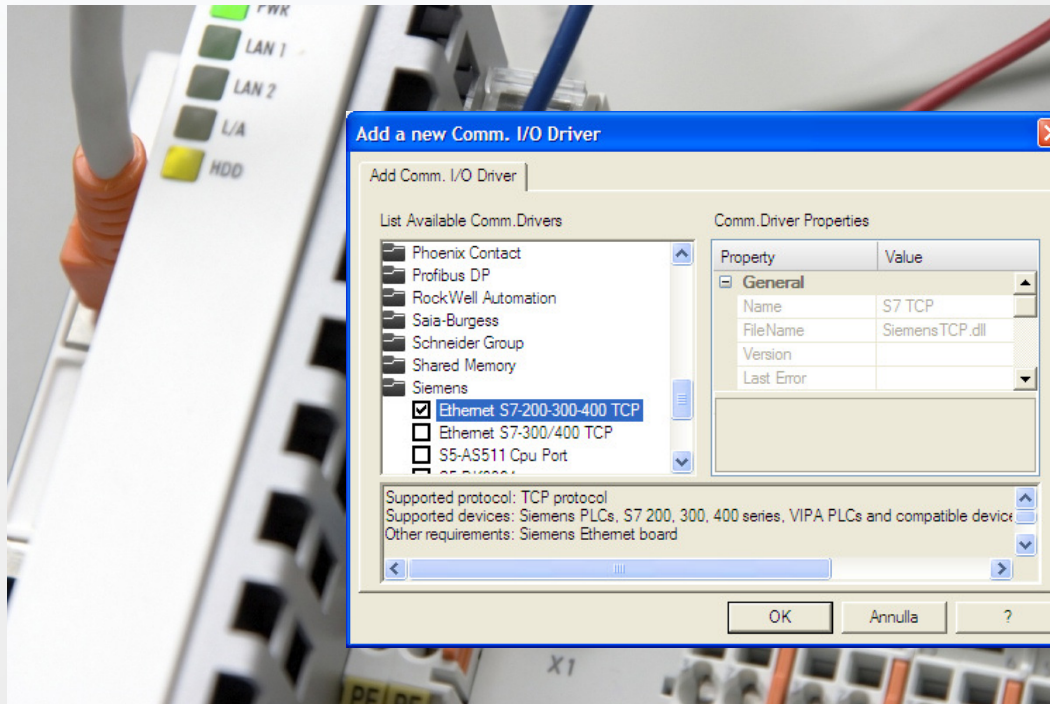 PWR
LAN 1
LAN 2
L/A
HDD
Add a new Comm. I/O Driver
Add Comm. I/O Driver
List Available Comm.Drivers
Phoenix Contact
Profibus DP
RockWell Automation
Saia-Burgess
Schneider Group
Shared Memory
Siemens
Ethernet S7-200-300-400 TCP
Ethernet S7-300/400 TCP
S5-AS511 Cpu Port
Comm.Driver Properties
Property Value
General
Name S7 TCP
FileName SiemensTCP.dll
Version
Last Error
Supported protocol: TCP protocol
Supported devices: Siemens PLCs, S7 200, 300, 400 series, VIPA PLCs and compatible device
Other requirements: Siemens Ethernet board
OK Annulla ?
X1
PE PE